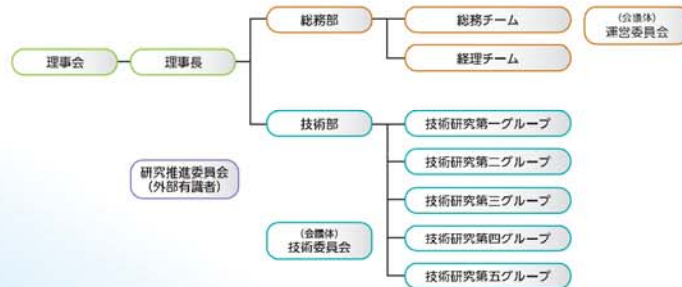 総務部
総務チーム
(会議体)
運営委員会
理事会
理事長
経理チーム
技術部
技術研究第一グループ
技術研究第二グループ
研究推進委員会
(外部有識者)
技術研究第三グループ
(会議体)
技術委員会
技術研究第四グループ
技術研究第五グループ